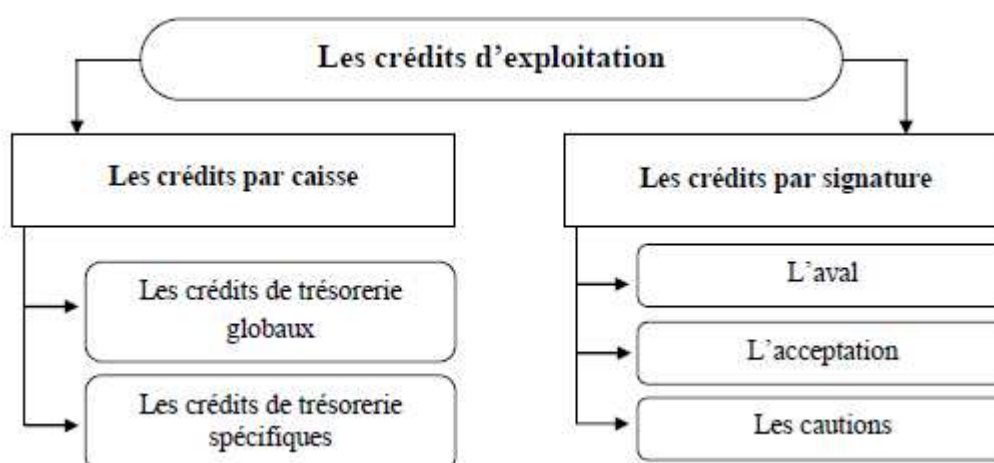 Les crédits d’exploitation
Les crédits par caisse
Les crédits de trésorerie
globaux
Les crédits de trésorerie
spécifiques
Les crédits par signature
L’aval
L’acceptation
Les cautions